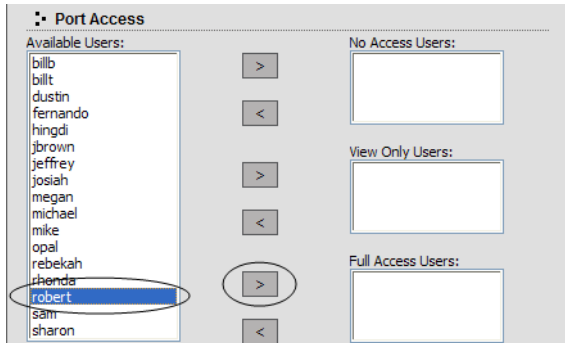 Port Access
Available Users:
billb
billt
dustin
fernando
hingdi
jbrown
jeffrey
josiah
megan
michael
mike
opal
rebekah
rhonda
robert
sam
sharon
>
<
>
<
>
<
No Access Users:
View Only Users:
Full Access Users: